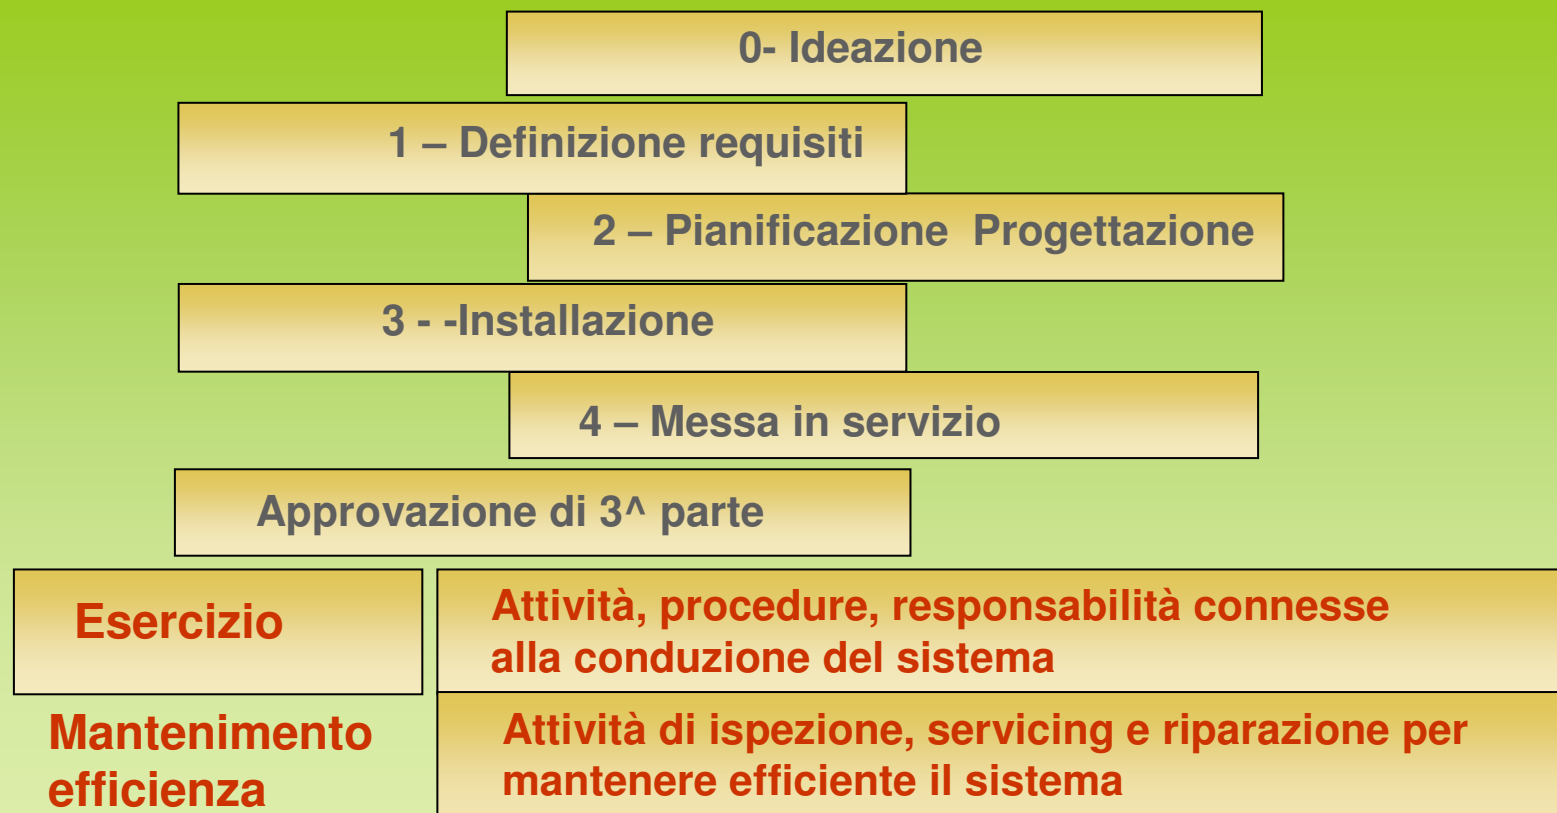 0- Ideazione
1 – Definizione requisiti
2 – Pianificazione  Progettazione
3 - -Installazione
4 – Messa in servizio
Approvazione di 3^ parte
Esercizio
Attività, procedure, responsabilità connesse
alla conduzione del sistema
Mantenimento
efficienza
Attività di ispezione, servicing e riparazione per
mantenere efficiente il sistema